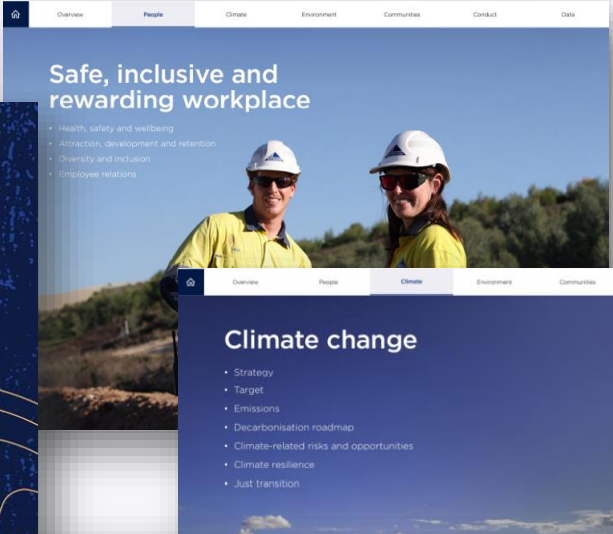 Overview People Climate Environment Communities Conduct Data
Safe, inclusive and
rewarding workplace
• Health, safety and wellbeing
• Attraction, development and retention
• Diversity and inclusion
• Employee relations
Overview People Climate Environment Communities
Climate change
• Strategy
• Target
• Emissions
• Decarbonisation roadmap
• Climate-related risks and opportunities
• Climate resilience
• Just transition